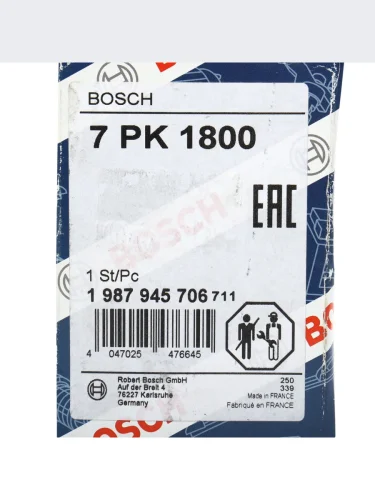 BOSCH
7 PK 1800
EAC
1 St/Pc
1 987 945 706 711
4 047025 476645
Robert Bosch GmbH
Auf der Breit 4
76227 Karlsruhe
Germany
250
339
Made in FRANCE
Fabriqué en FRANCE
BOSCH
BOSCH